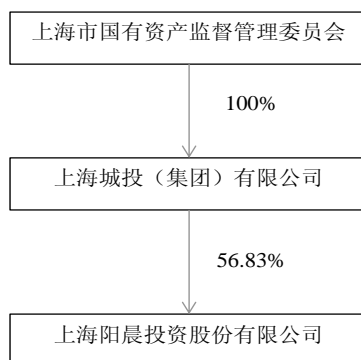 上海市国有资产监督管理委员会
100%
上海城投（集团）有限公司
56.83%
上海阳晨投资股份有限公司